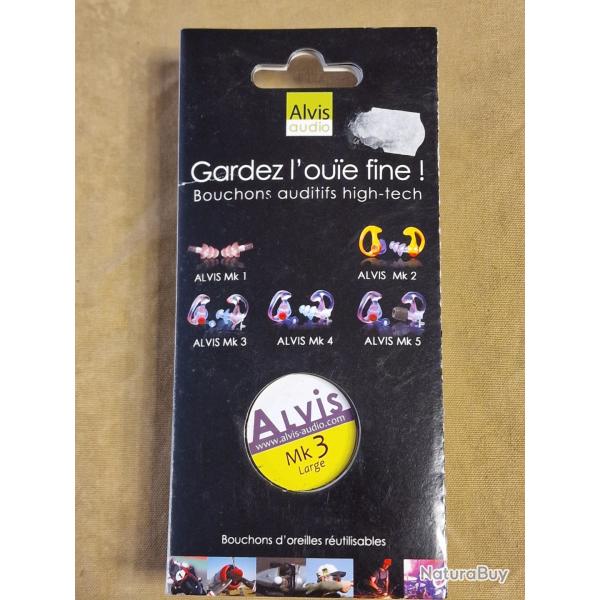 Alvis
audio
Gardez l'ouïe fine !
Bouchons auditifs high-tech
ALVIS Mk 1
ALVIS Mk 2
ALVIS Mk 3
ALVIS Mk 4
ALVIS Mk 5
ALVIS
www.alvis-audio.com
Mk 3
Large
Bouchons d'oreilles réutilisables
NaturaBuy